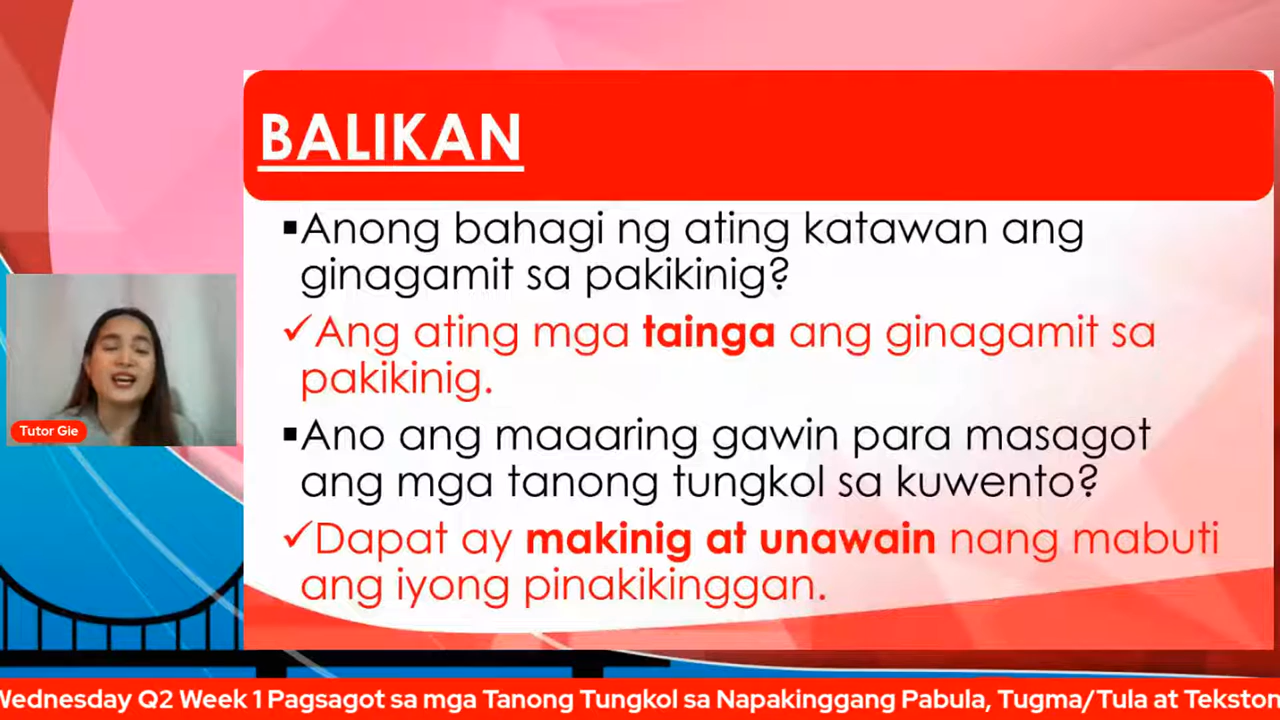 BALIKAN
▪Anong bahagi ng ating katawan ang
ginagamit sa pakikinig?
✓Ang ating mga tainga ang ginagamit sa
pakikinig.
▪Ano ang maaaring gawin para masagot
ang mga tanong tungkol sa kuwento?
✓Dapat ay makinig at unawain nang mabuti
ang iyong pinakikinggan.
Tutor Gie
Wednesday Q2 Week 1 Pagsagot sa mga Tanong Tungkol sa Napakinggang Pabula, Tugma/Tula at Tekston